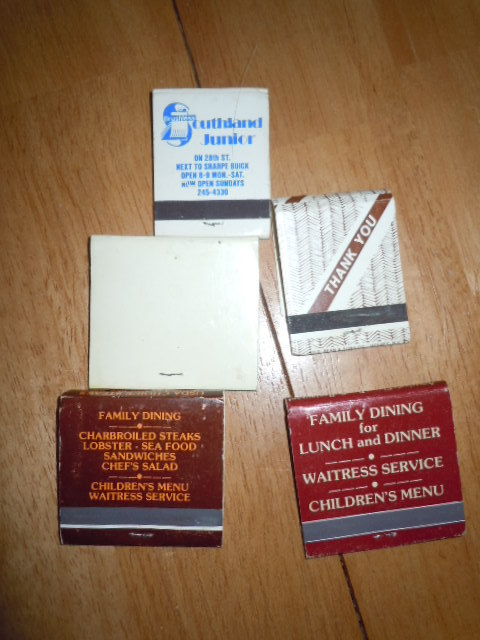 Southland
Junior
ON 28th ST.
NEXT TO SHARPE BUICK
OPEN 8-9 MON.-SAT.
NOW OPEN SUNDAYS
245-4330
THANK YOU
FAMILY DINING
CHARBROILED STEAKS
LOBSTER - SEA FOOD
SANDWICHES
CHEF'S SALAD
CHILDREN'S MENU
WAITRESS SERVICE
FAMILY DINING
for
LUNCH and DINNER
WAITRESS SERVICE
CHILDREN'S MENU